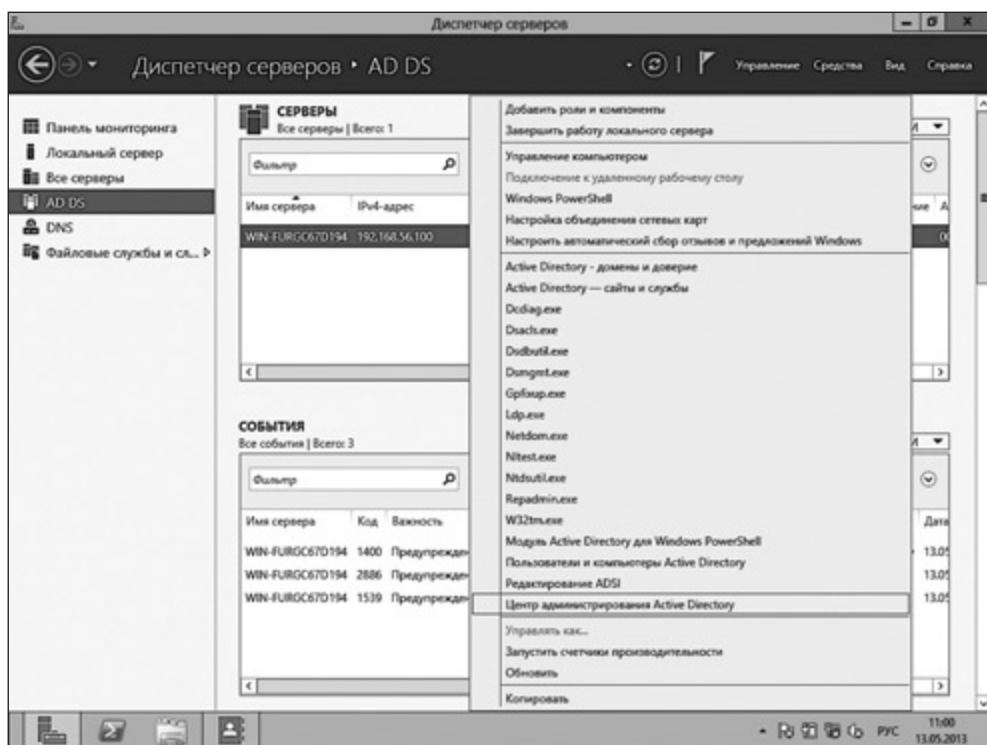 Диспетчер серверов
Диспетчер серверов ‣ AD DS
Управление Средства Вид Справка
Панель мониторинга
Локальный сервер
Все серверы
AD DS
DNS
Файловые службы и сл...
СЕРВЕРЫ
Все серверы | Всего: 1
Фильтр
Имя сервера IPv4-адрес
WIN-FURGC67D194 192.168.56.100
СОБЫТИЯ
Все события | Всего: 3
Фильтр
Имя сервера Код Важность Дата
WIN-FURGC67D194 1400 Предупрежден 13.05
WIN-FURGC67D194 2886 Предупрежден 13.05
WIN-FURGC67D194 1539 Предупрежден 13.05
Добавить роли и компоненты
Завершить работу локального сервера
Управление компьютером
Подключение к удаленному рабочему столу
Windows PowerShell
Настройка объединения сетевых карт
Настроить автоматический сбор отзывов и предложений Windows
Active Directory - домены и доверие
Active Directory — сайты и службы
Dcdiag.exe
Dsacls.exe
Dsdbutil.exe
Dsmgmt.exe
Gpfixup.exe
Ldp.exe
Netdom.exe
Nltest.exe
Ntdsutil.exe
Repadmin.exe
W32tm.exe
Модуль Active Directory для Windows PowerShell
Пользователи и компьютеры Active Directory
Редактирование ADSI
Центр администрирования Active Directory
Управлять как...
Запустить счетчики производительности
Обновить
Копировать
РУС
11:00
13.05.2013